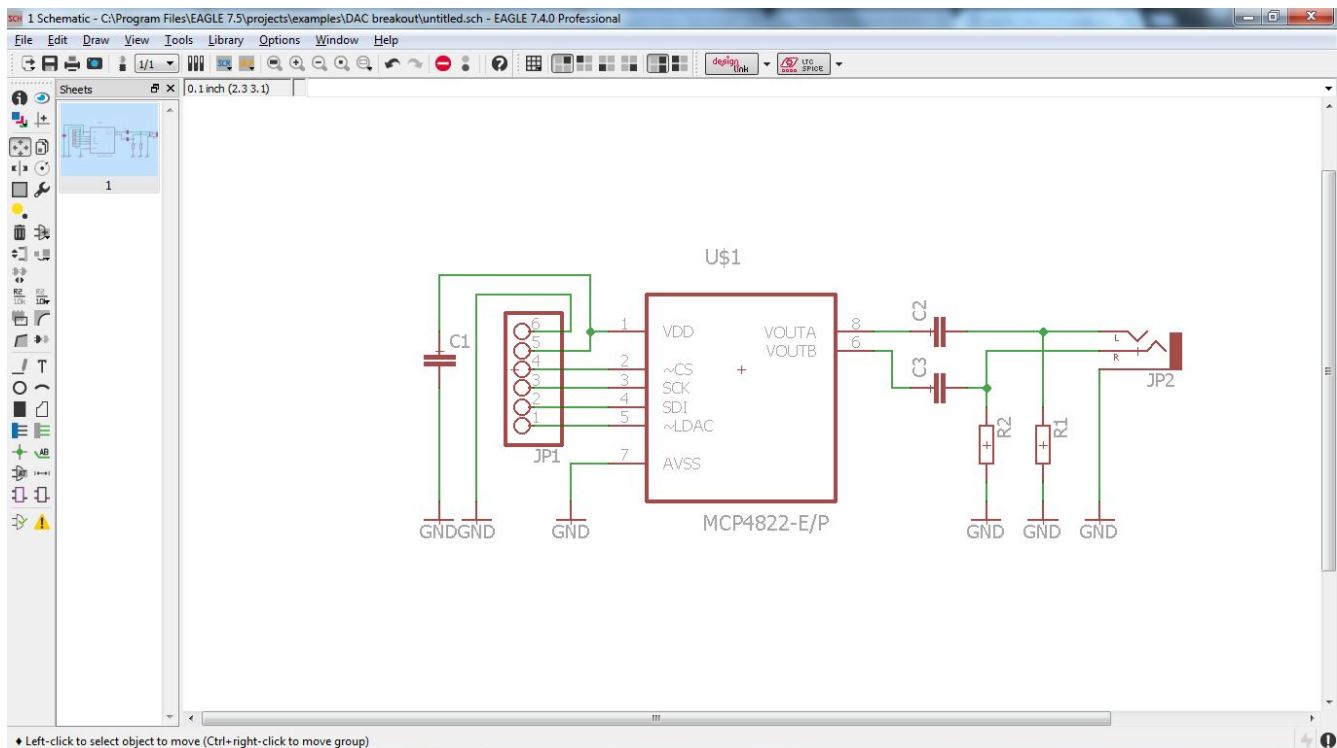 1 Schematic - C:\Program Files\EAGLE 7.5\projects\examples\DAC breakout\untitled.sch - EAGLE 7.4.0 Professional
File Edit Draw View Tools Library Options Window Help
1/1
design link
LTC SPICE
Sheets
0.1 inch (2.3 3.1)
1
U$1
C1
6
5
4
3
2
1
JP1
1
2
3
4
5
7
VDD
~CS
SCK
SDI
~LDAC
AVSS
VOUTA
VOUTB
8
6
C2
C3
L
R
JP2
R2
R1
MCP4822-E/P
GND
GND
GND
GND
GND
GND
Left-click to select object to move (Ctrl+right-click to move group)